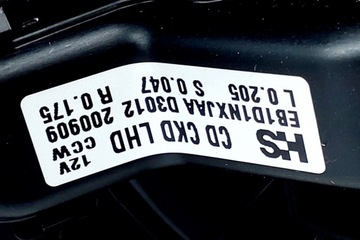 HS CD CKD LHD 12V
CCW
EB1D1NXJAA D3012 200909
L 0.205 S 0.047 R 0.175